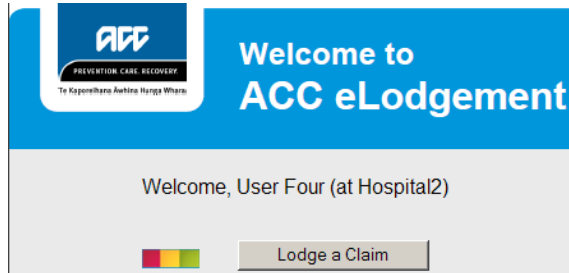 acc
PREVENTION. CARE. RECOVERY.
Te Kaporeihana Āwhina Hunga Whara
Welcome to
ACC eLodgement
Welcome, User Four (at Hospital2)
Lodge a Claim